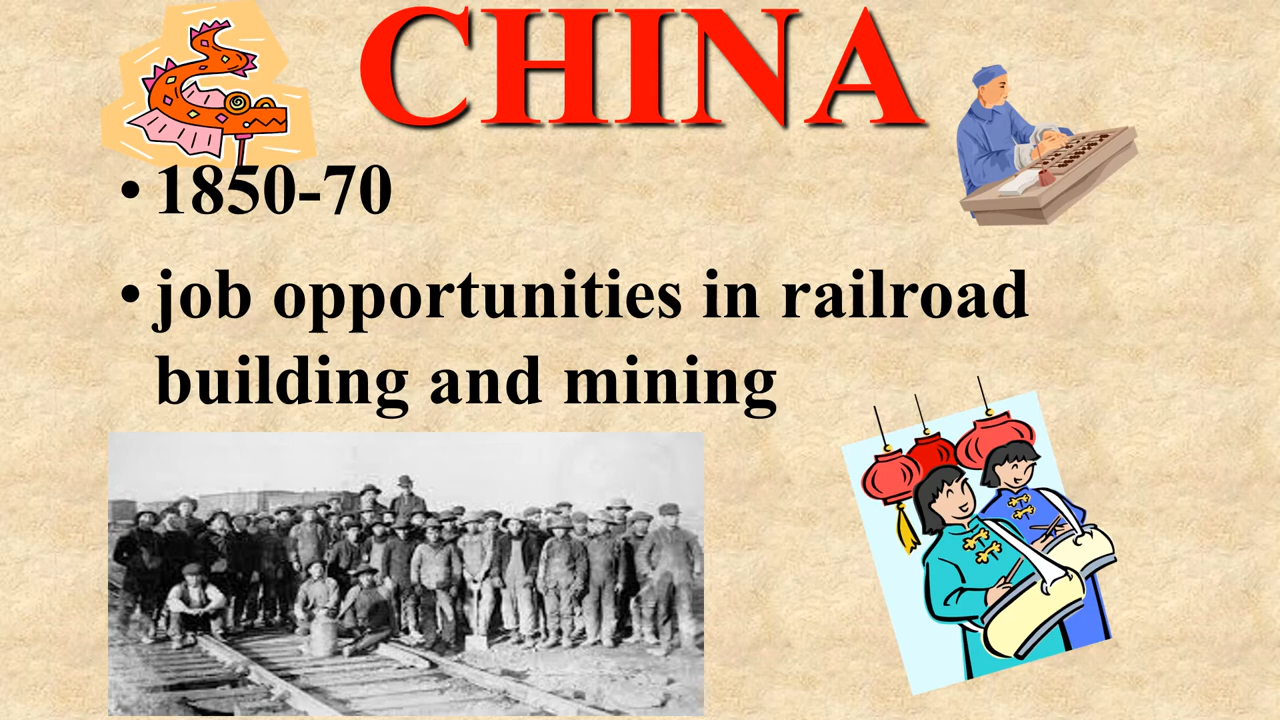 CHINA
• 1850-70
• job opportunities in railroad
building and mining